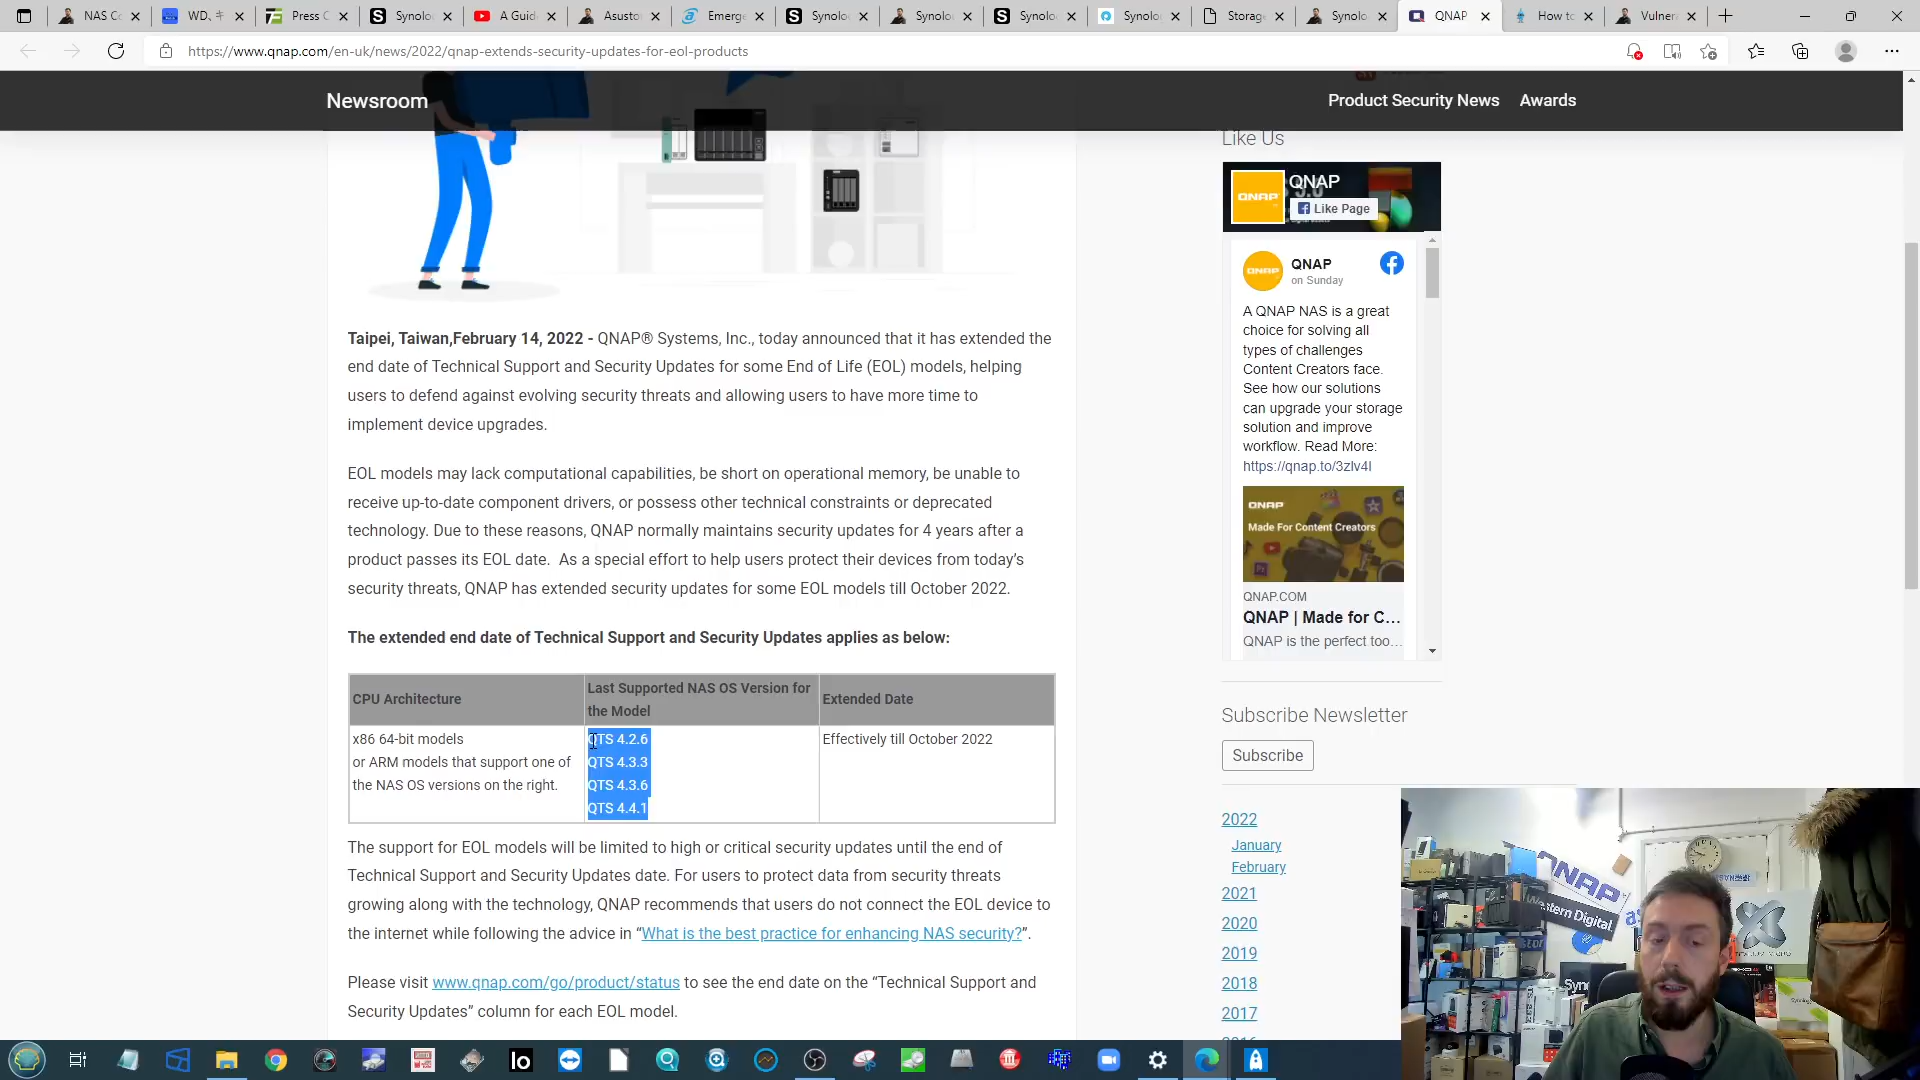 NAS Co
WD、キ
Press C
Synolo
A Guid
Asusto
Emerge
Synolo
Synolo
Synolo
Synolo
Storag
Synolo
QNAP
How to
Vulner
https://www.qnap.com/en-uk/news/2022/qnap-extends-security-updates-for-eol-products
Newsroom
Product Security News
Awards
Taipei, Taiwan,February 14, 2022 - QNAP® Systems, Inc., today announced that it has extended the
end date of Technical Support and Security Updates for some End of Life (EOL) models, helping
users to defend against evolving security threats and allowing users to have more time to
implement device upgrades.
EOL models may lack computational capabilities, be short on operational memory, be unable to
receive up-to-date component drivers, or possess other technical constraints or deprecated
technology. Due to these reasons, QNAP normally maintains security updates for 4 years after a
product passes its EOL date. As a special effort to help users protect their devices from today's
security threats, QNAP has extended security updates for some EOL models till October 2022.
The extended end date of Technical Support and Security Updates applies as below:
CPU Architecture
Last Supported NAS OS Version for
the Model
Extended Date
x86 64-bit models
or ARM models that support one of
the NAS OS versions on the right.
QTS 4.2.6
QTS 4.3.3
QTS 4.3.6
QTS 4.4.1
Effectively till October 2022
The support for EOL models will be limited to high or critical security updates until the end of
Technical Support and Security Updates date. For users to protect data from security threats
growing along with the technology, QNAP recommends that users do not connect the EOL device to
the internet while following the advice in “What is the best practice for enhancing NAS security?”.
Please visit www.qnap.com/go/product/status to see the end date on the “Technical Support and
Security Updates” column for each EOL model.
Like Us
QNAP
QNAP
Like Page
QNAP
QNAP
on Sunday
A QNAP NAS is a great
choice for solving all
types of challenges
Content Creators face.
See how our solutions
can upgrade your storage
solution and improve
workflow. Read More:
https://qnap.to/3zlv4l
QNAP
Made For Content Creators
QNAP.COM
QNAP | Made for C...
QNAP is the perfect too...
Subscribe Newsletter
Subscribe
2022
January
February
2021
2020
2019
2018
2017
QNAP
Western Digital
Io